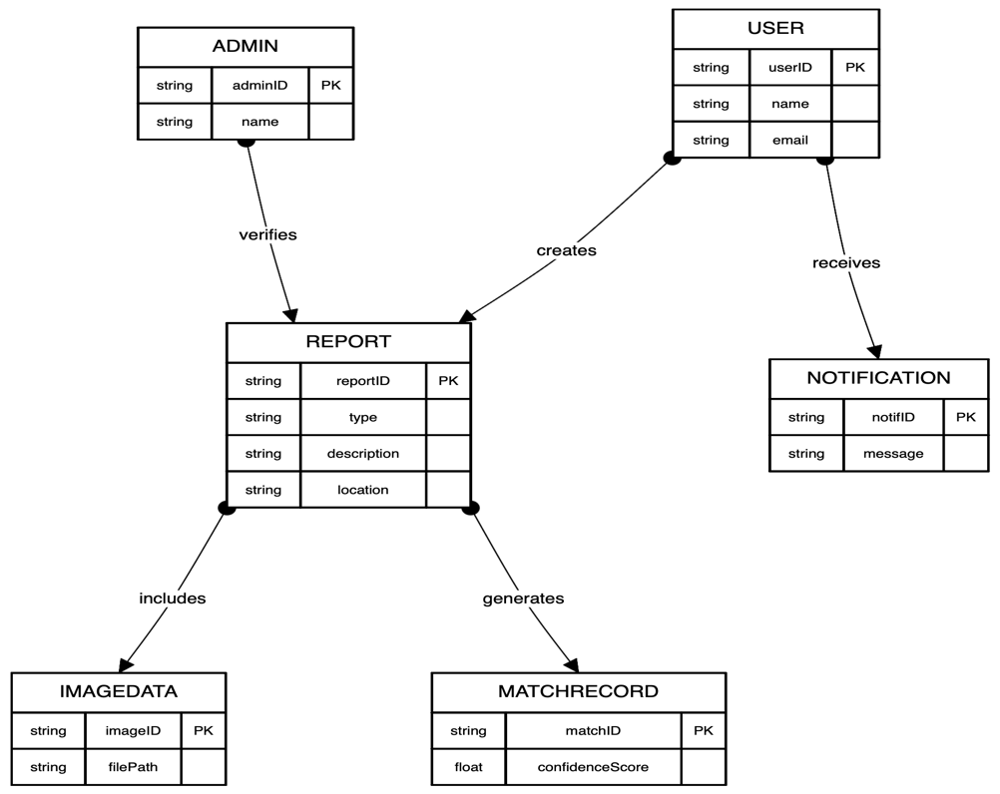 ADMIN
string adminID PK
string name
USER
string userID PK
string name
string email
verifies
creates
receives
REPORT
string reportID PK
string type
string description
string location
NOTIFICATION
string notifID PK
string message
includes
generates
IMAGEDATA
string imageID PK
string filePath
MATCHRECORD
string matchID PK
float confidenceScore